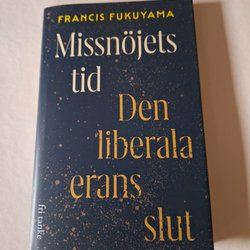 FRANCIS FUKUYAMA
Missnöjets
tid
Den
liberala
erans
slut
fri tanke